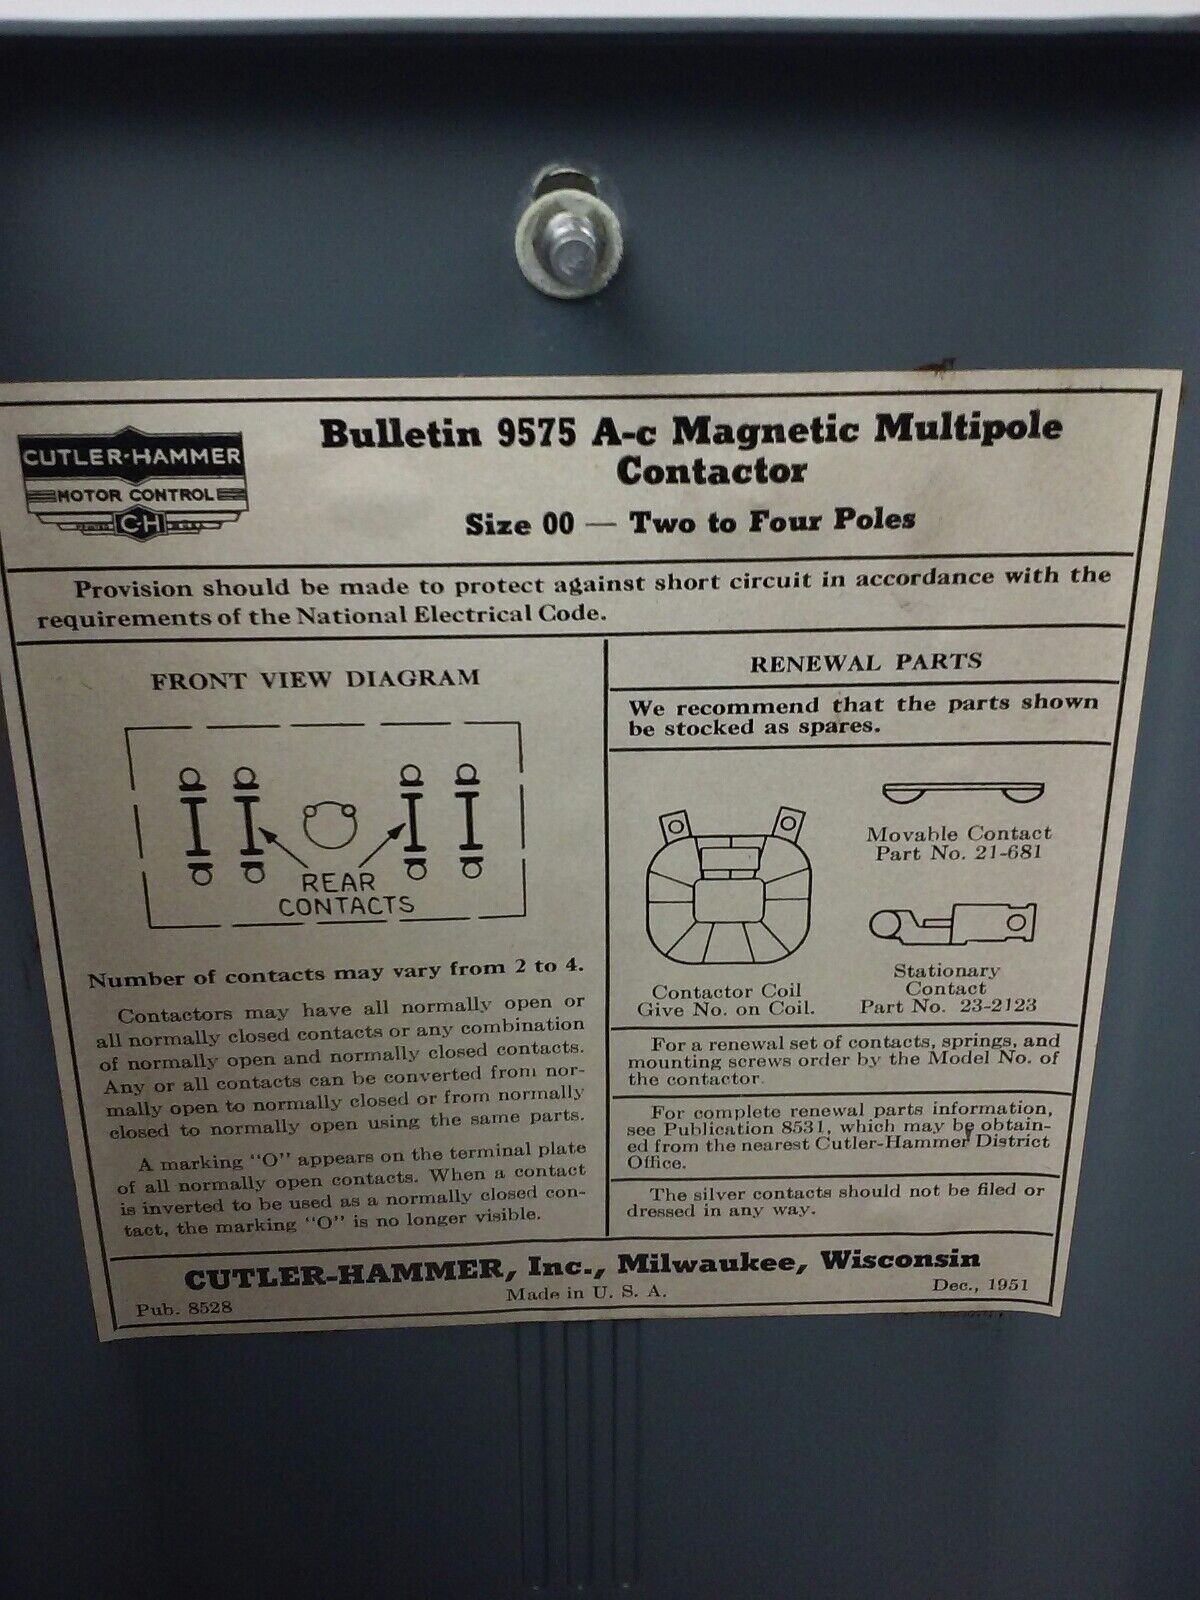 CUTLER-HAMMER
MOTOR CONTROL
C-H
Bulletin 9575 A-c Magnetic Multipole
Contactor
Size 00 — Two to Four Poles
Provision should be made to protect against short circuit in accordance with the
requirements of the National Electrical Code.
FRONT VIEW DIAGRAM
REAR
CONTACTS
Number of contacts may vary from 2 to 4.
Contactors may have all normally open or
all normally closed contacts or any combination
of normally open and normally closed contacts.
Any or all contacts can be converted from nor-
mally open to normally closed or from normally
closed to normally open using the same parts.
A marking "O" appears on the terminal plate
of all normally open contacts. When a contact
is inverted to be used as a normally closed con-
tact, the marking "O" is no longer visible.
RENEWAL PARTS
We recommend that the parts shown
be stocked as spares.
Movable Contact
Part No. 21-681
Contactor Coil
Give No. on Coil.
Stationary
Contact
Part No. 23-2123
For a renewal set of contacts, springs, and
mounting screws order by the Model No. of
the contactor.
For complete renewal parts information,
see Publication 8531, which may be obtain-
ed from the nearest Cutler-Hammer District
Office.
The silver contacts should not be filed or
dressed in any way.
CUTLER-HAMMER, Inc., Milwaukee, Wisconsin
Pub. 8528
Made in U. S. A.
Dec., 1951